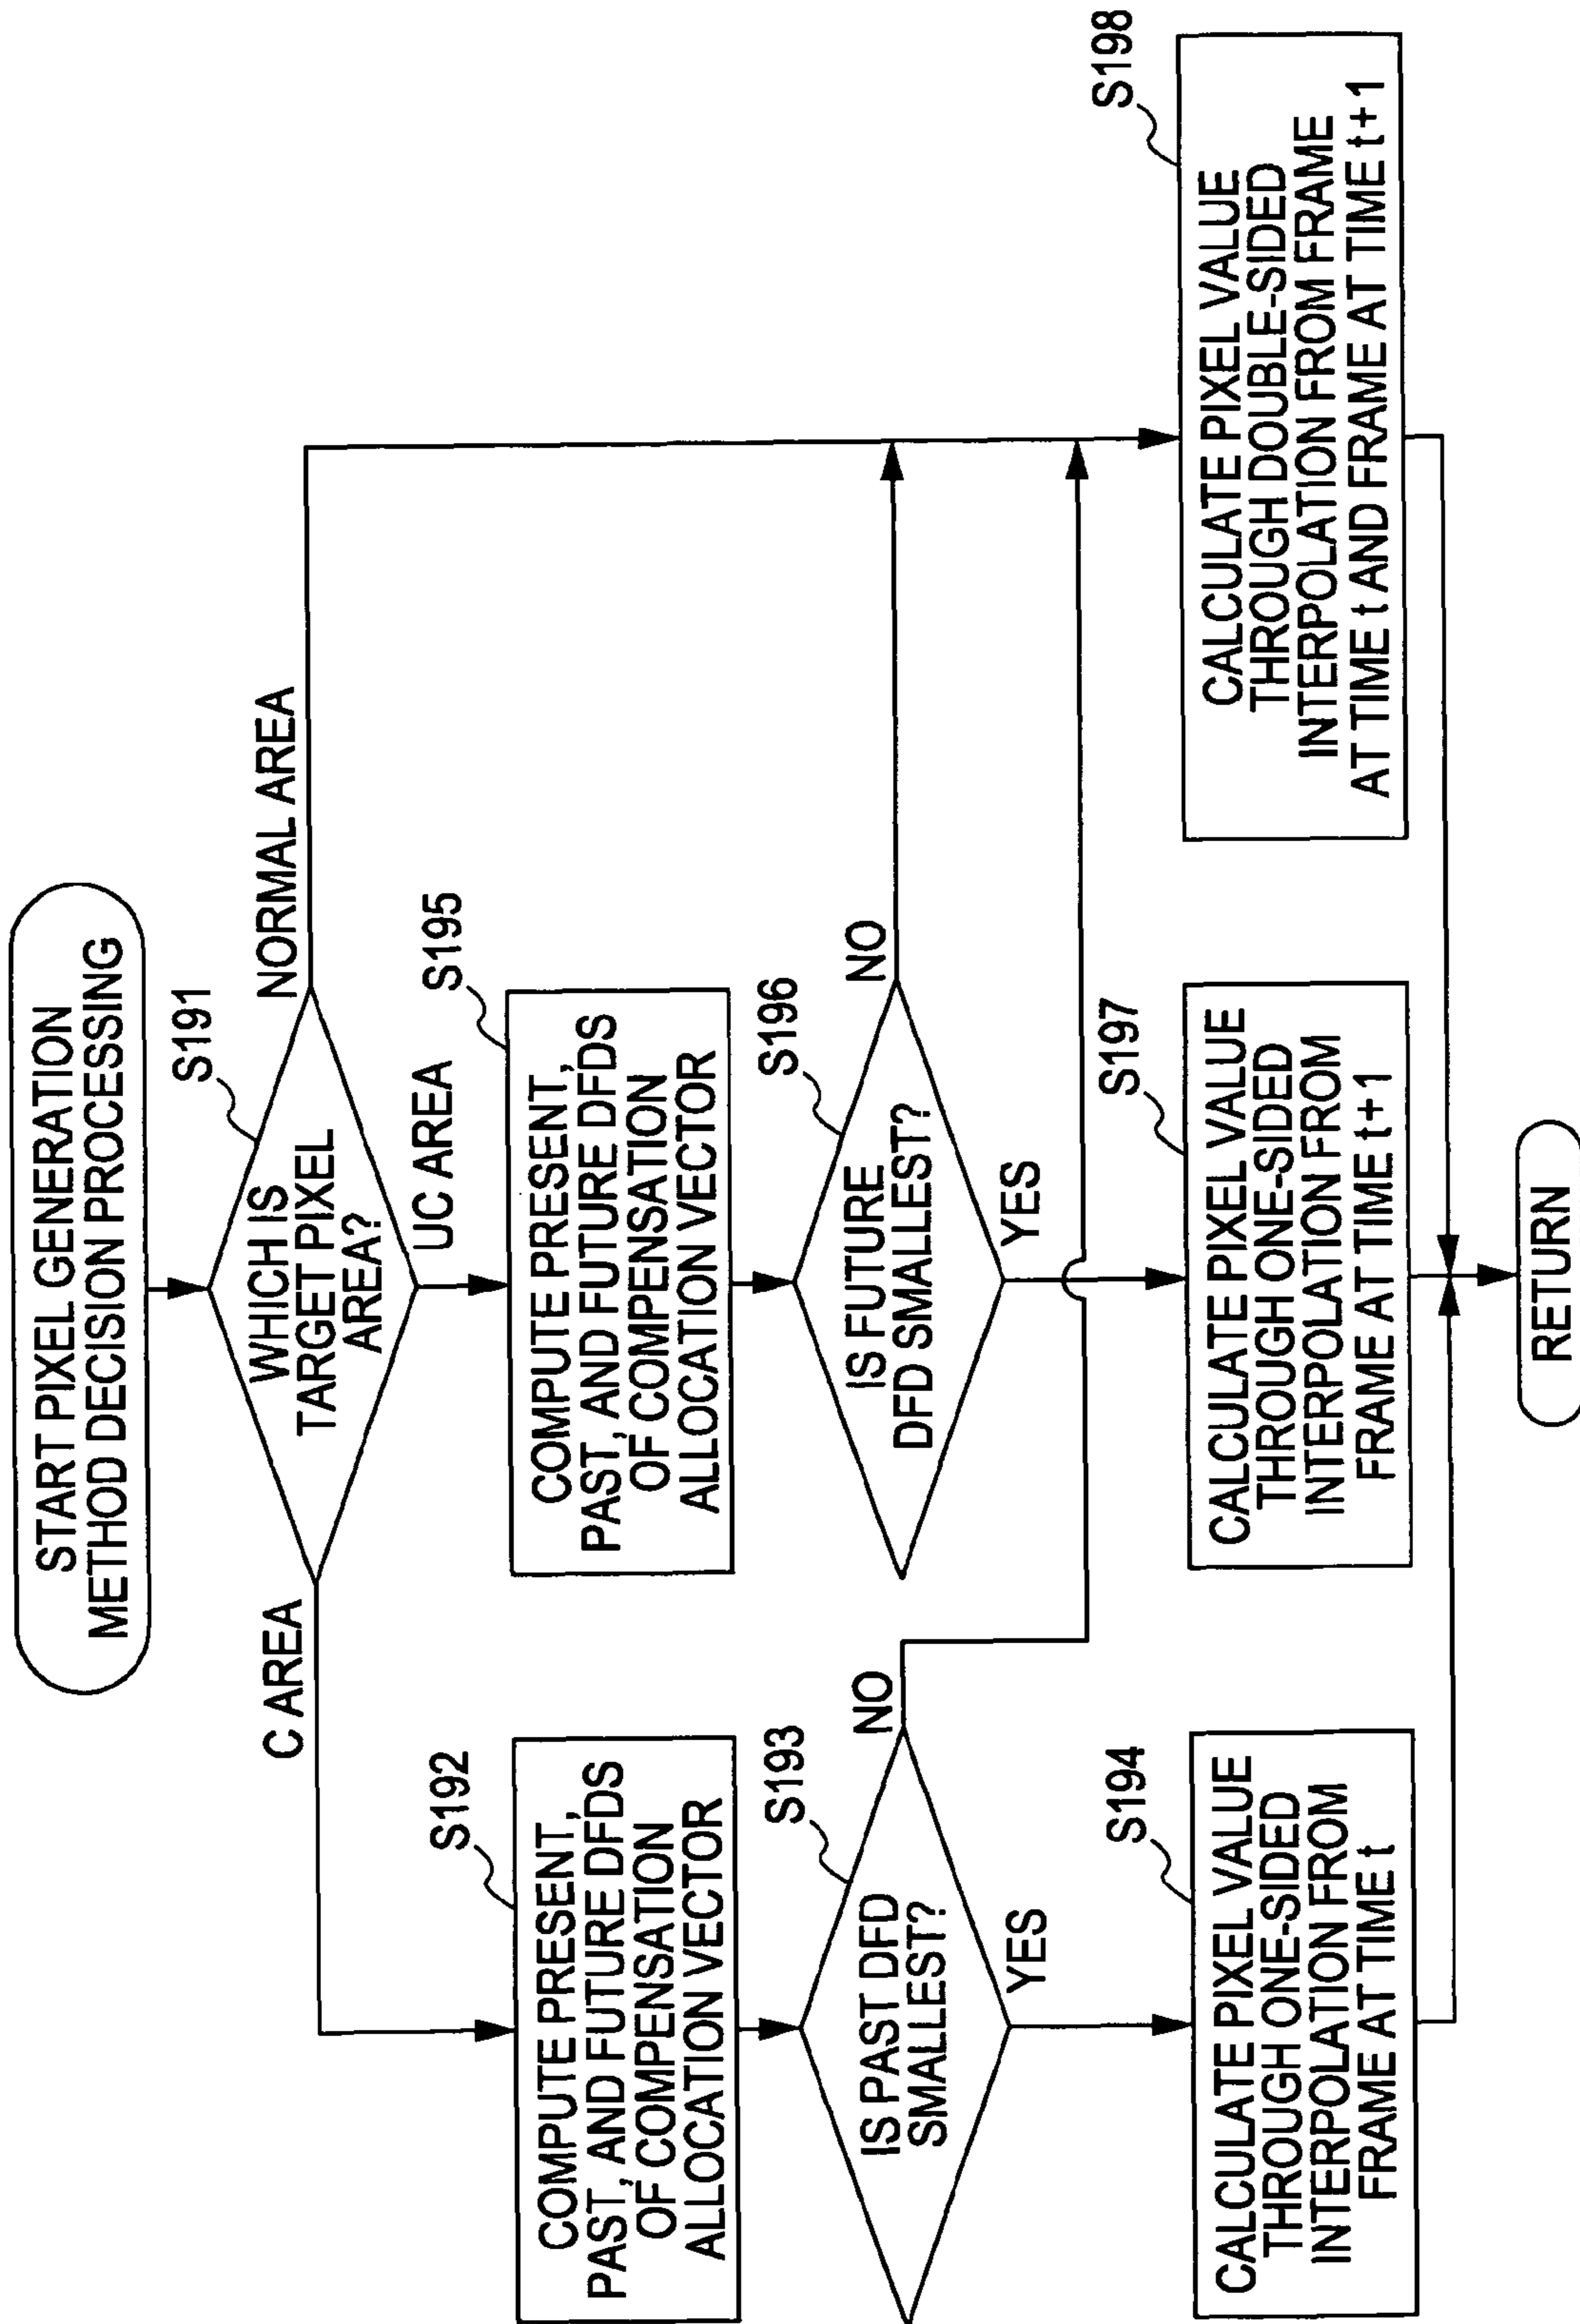 START PIXEL GENERATION
METHOD DECISION PROCESSING
S191
WHICH IS
TARGET PIXEL
AREA?
C AREA
UC AREA
NORMAL AREA
S192
COMPUTE PRESENT,
PAST, AND FUTURE DFDS
OF COMPENSATION
ALLOCATION VECTOR
S195
COMPUTE PRESENT,
PAST, AND FUTURE DFDS
OF COMPENSATION
ALLOCATION VECTOR
S193
IS PAST DFD
SMALLEST?
NO
YES
S196
IS FUTURE
DFD SMALLEST?
NO
YES
S194
CALCULATE PIXEL VALUE
THROUGH ONE-SIDED
INTERPOLATION FROM
FRAME AT TIME t
S197
CALCULATE PIXEL VALUE
THROUGH ONE-SIDED
INTERPOLATION FROM
FRAME AT TIME t+1
S198
CALCULATE PIXEL VALUE
THROUGH DOUBLE-SIDED
INTERPOLATION FROM FRAME
AT TIME t AND FRAME AT TIME t+1
RETURN